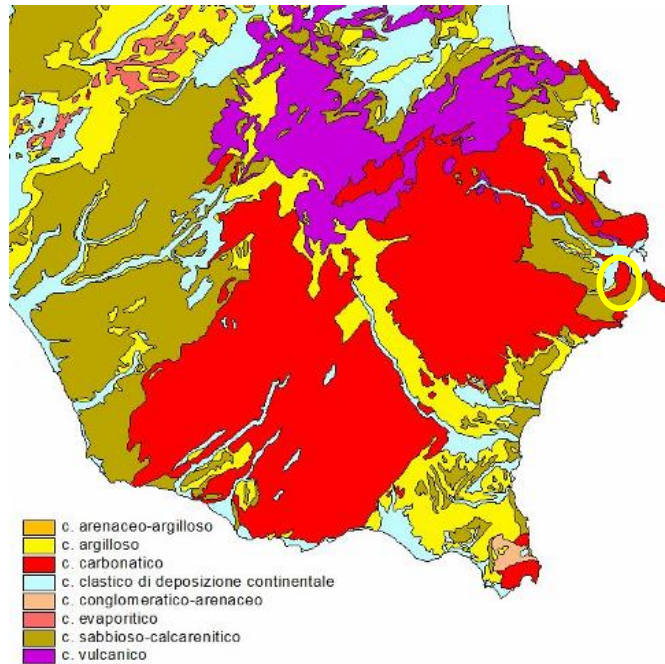 c. arenaceo-argilloso
c. argilloso
c. carbonatico
c. clastico di deposizione continentale
c. conglomeratico-arenaceo
c. evaporitico
c. sabbioso-calcarenitico
c. vulcanico